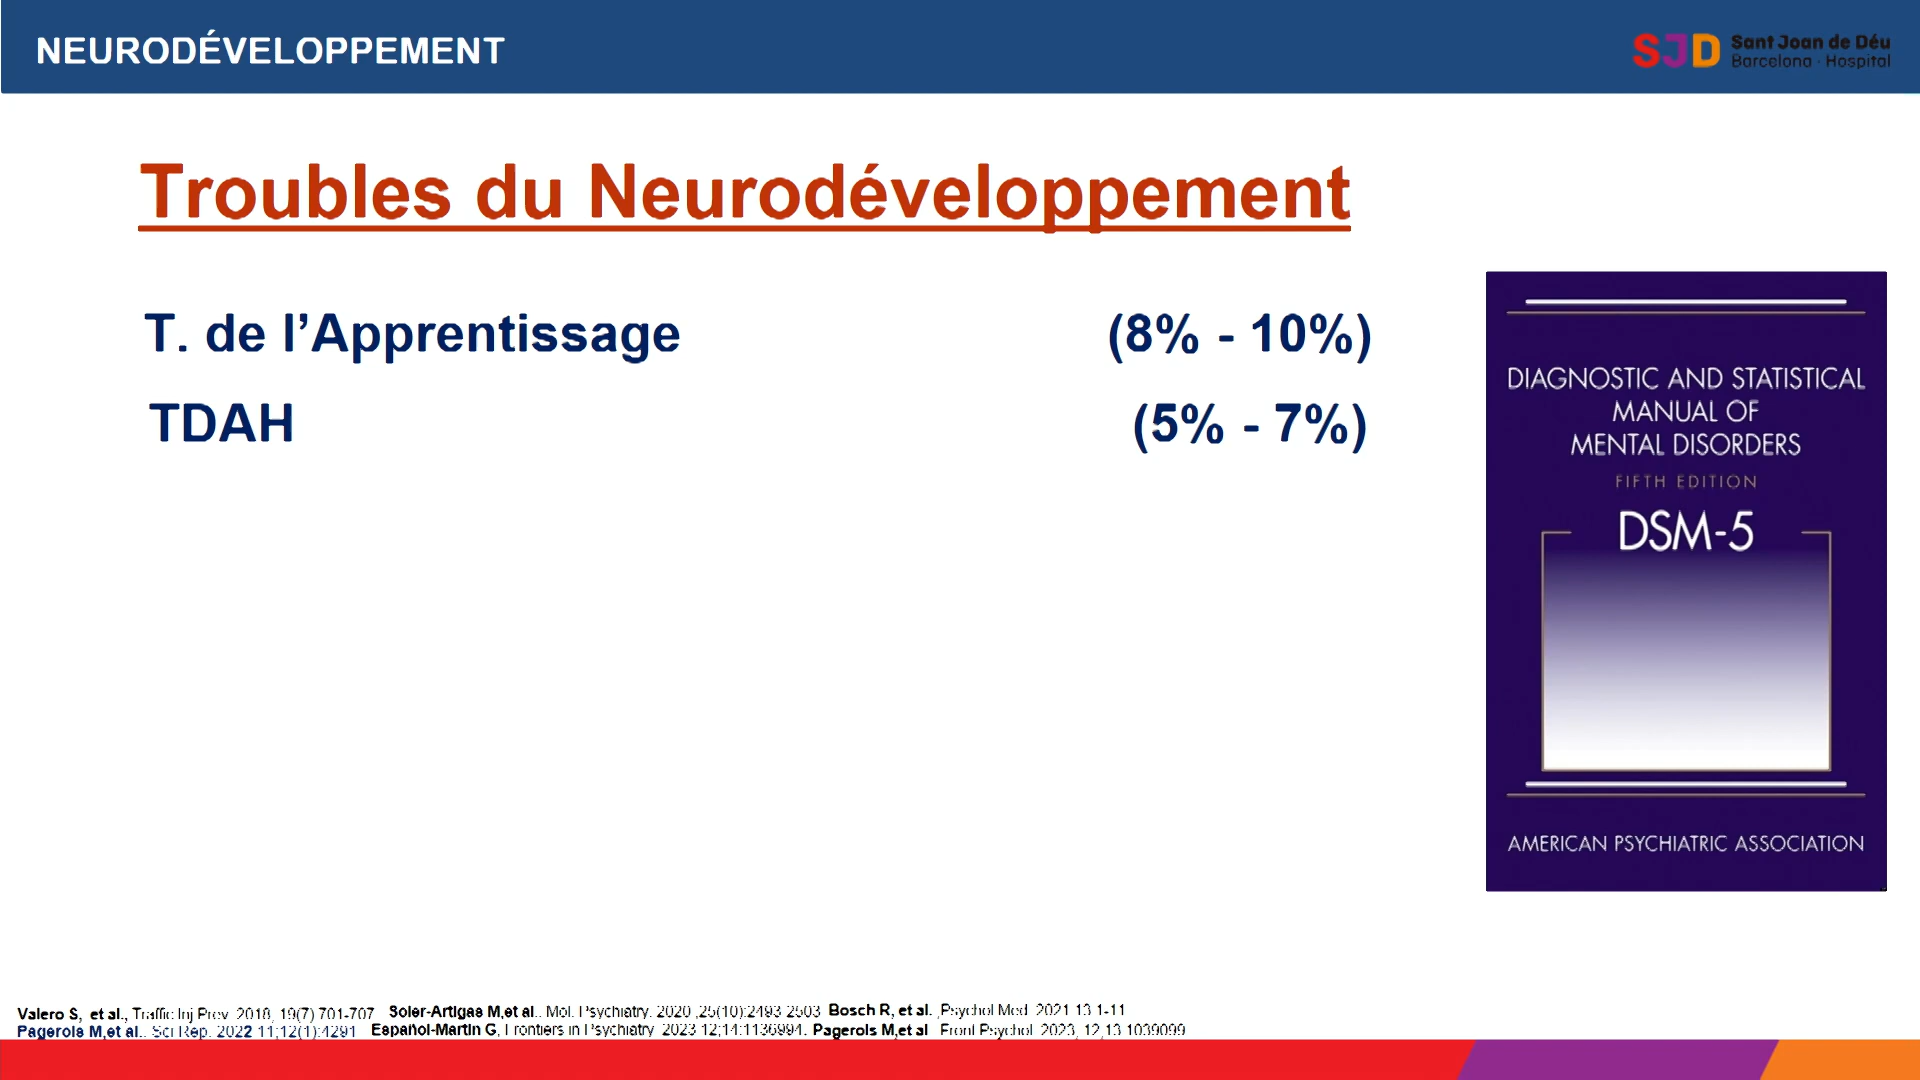 NEURODÉVELOPPEMENT
SJD Sant Joan de Déu
Barcelona · Hospital
Troubles du Neurodéveloppement
T. de l’Apprentissage (8% - 10%)
TDAH (5% - 7%)
DIAGNOSTIC AND STATISTICAL
MANUAL OF
MENTAL DISORDERS
FIFTH EDITION
DSM-5
AMERICAN PSYCHIATRIC ASSOCIATION
Valero S, et al., Traffic Inj Prev. 2018, 19(7) 701-707 Soler-Artigas M,et al.. Mol. Psychiatry. 2020 ,25(10):2493-2503 Bosch R, et al. ,Psychol Med. 2021 13 1-11
Pagerols M,et al.. Sci Rep. 2022 11;12(1):4291 Español-Martin G, Frontiers in Psychiatry 2023 12;14:1136994. Pagerols M,et al Front Psychol. 2023, 12,13 1039099